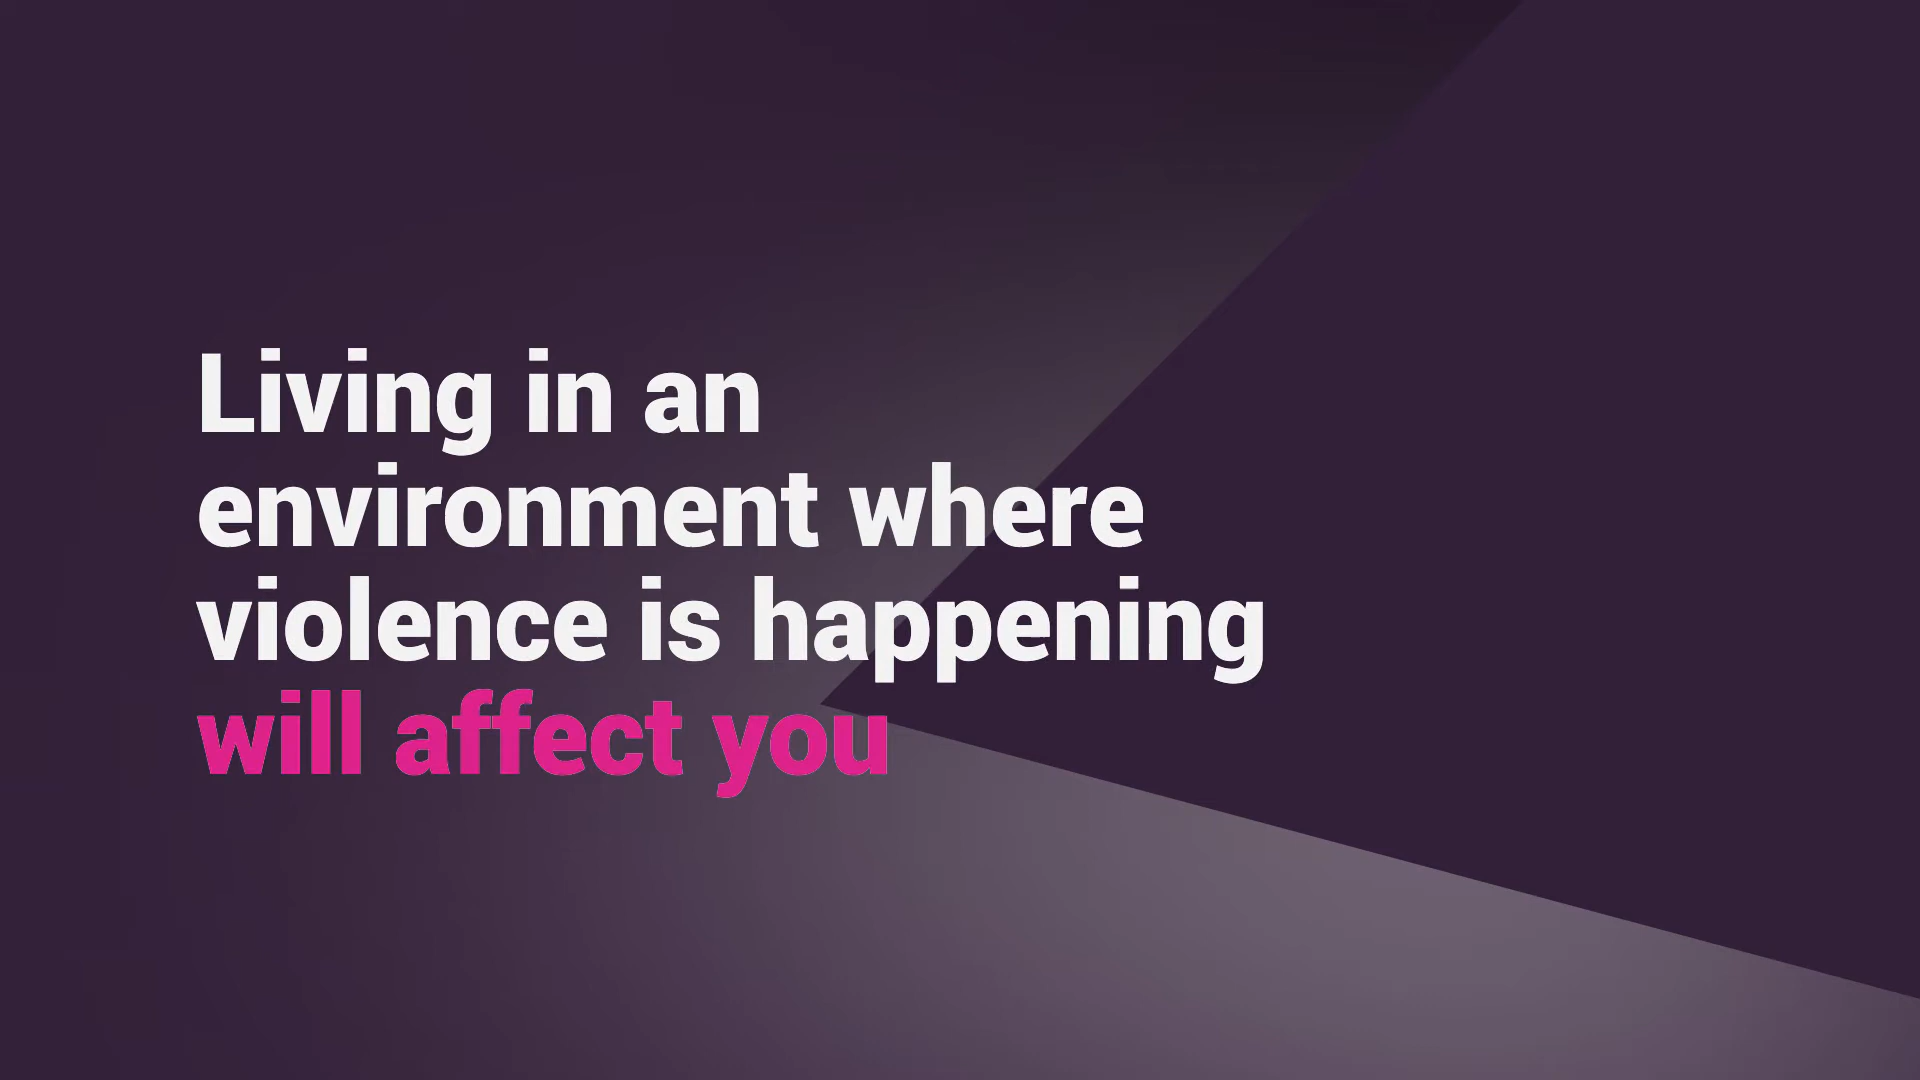 Living in an
environment where
violence is happening
will affect you